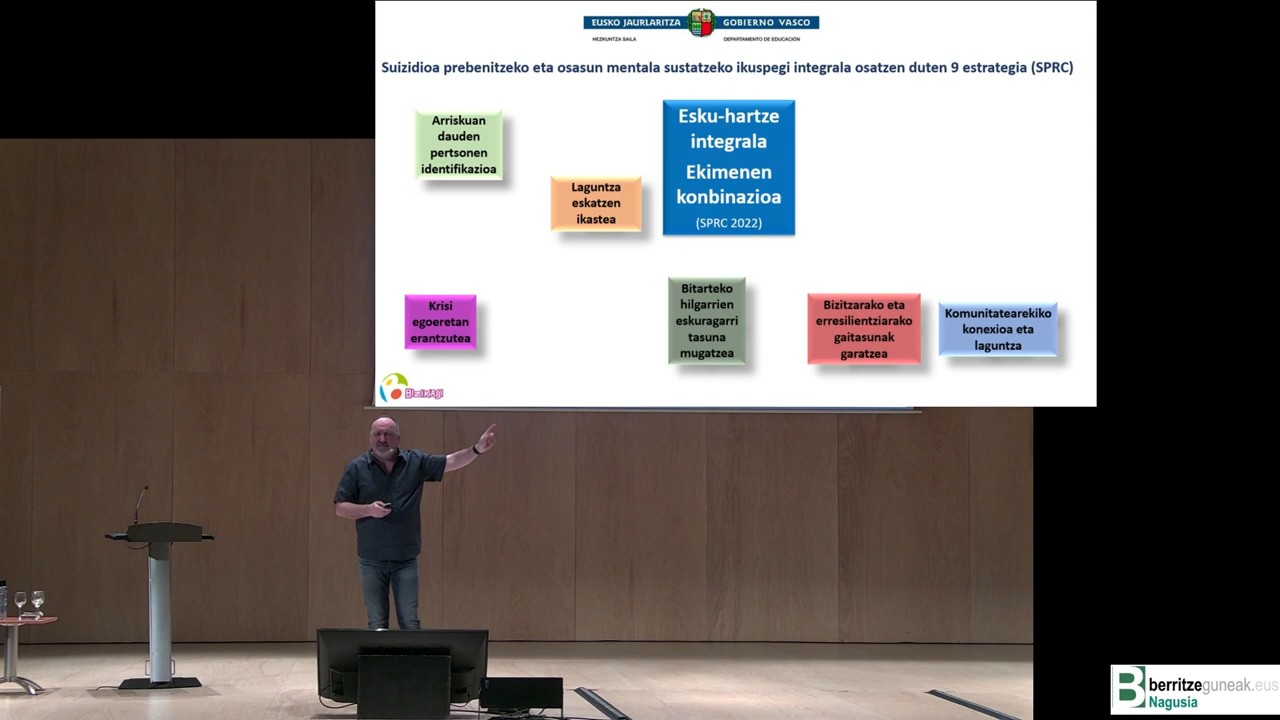 EUSKO JAURLARITZA
GOBIERNO VASCO
HEZKUNTZA SAILA
DEPARTAMENTO DE EDUCACIÓN
Suizidioa prebenitzeko eta osasun mentala sustatzeko ikuspegi integrala osatzen duten 9 estrategia (SPRC)
Arriskuan
dauden
pertsonen
identifikazioa
Laguntza
eskatzen
ikastea
Esku-hartze
integrala
Ekimenen
konbinazioa
(SPRC 2022)
Krisi
egoeretan
erantzutea
Bitarteko
hilgarrien
eskuragarri
tasuna
mugatzea
Bizitzarako eta
erresilientziarako
gaitasunak
garatzea
Komunitatearekiko
konexioa eta
laguntza
Bizikasi
B berritzeguneak.eus
Nagusia